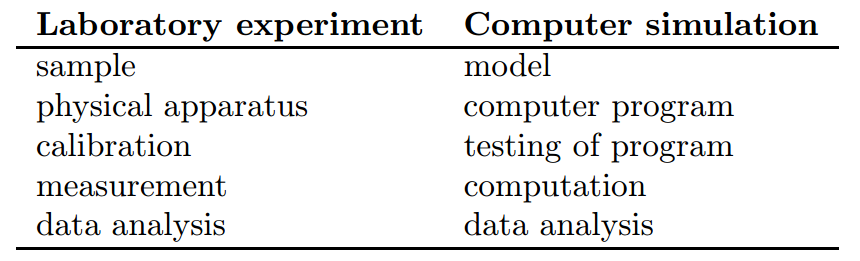 Laboratory experiment Computer simulation
sample model
physical apparatus computer program
calibration testing of program
measurement computation
data analysis data analysis